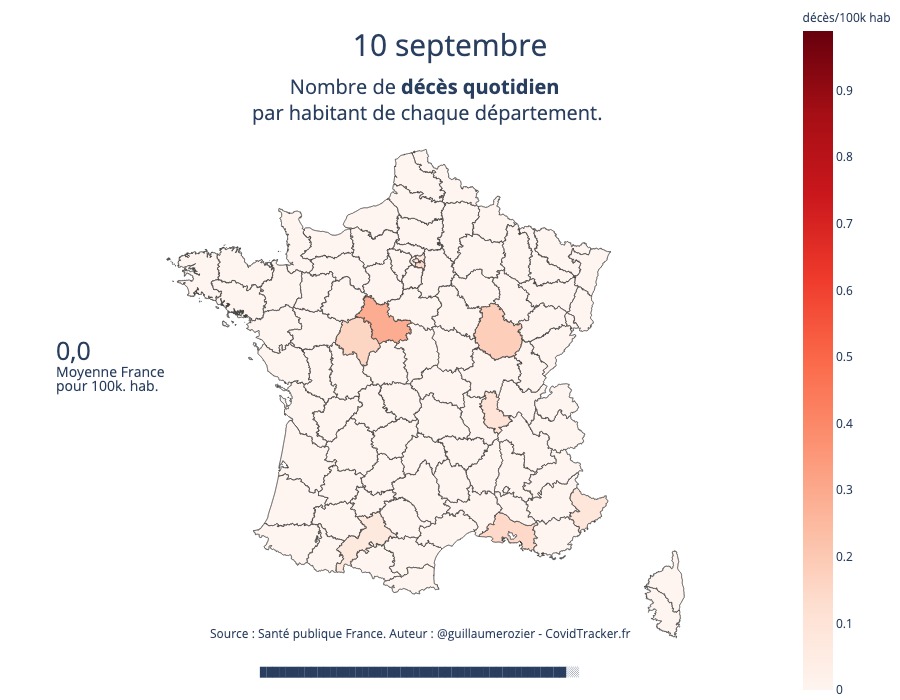 décès/100k hab
10 septembre
Nombre de décès quotidien
par habitant de chaque département.
0.9
0.8
0.7
0.6
0.5
0.4
0.3
0.2
0.1
0
0,0
Moyenne France
pour 100k. hab.
Source : Santé publique France. Auteur : @guillaumerozier - CovidTracker.fr